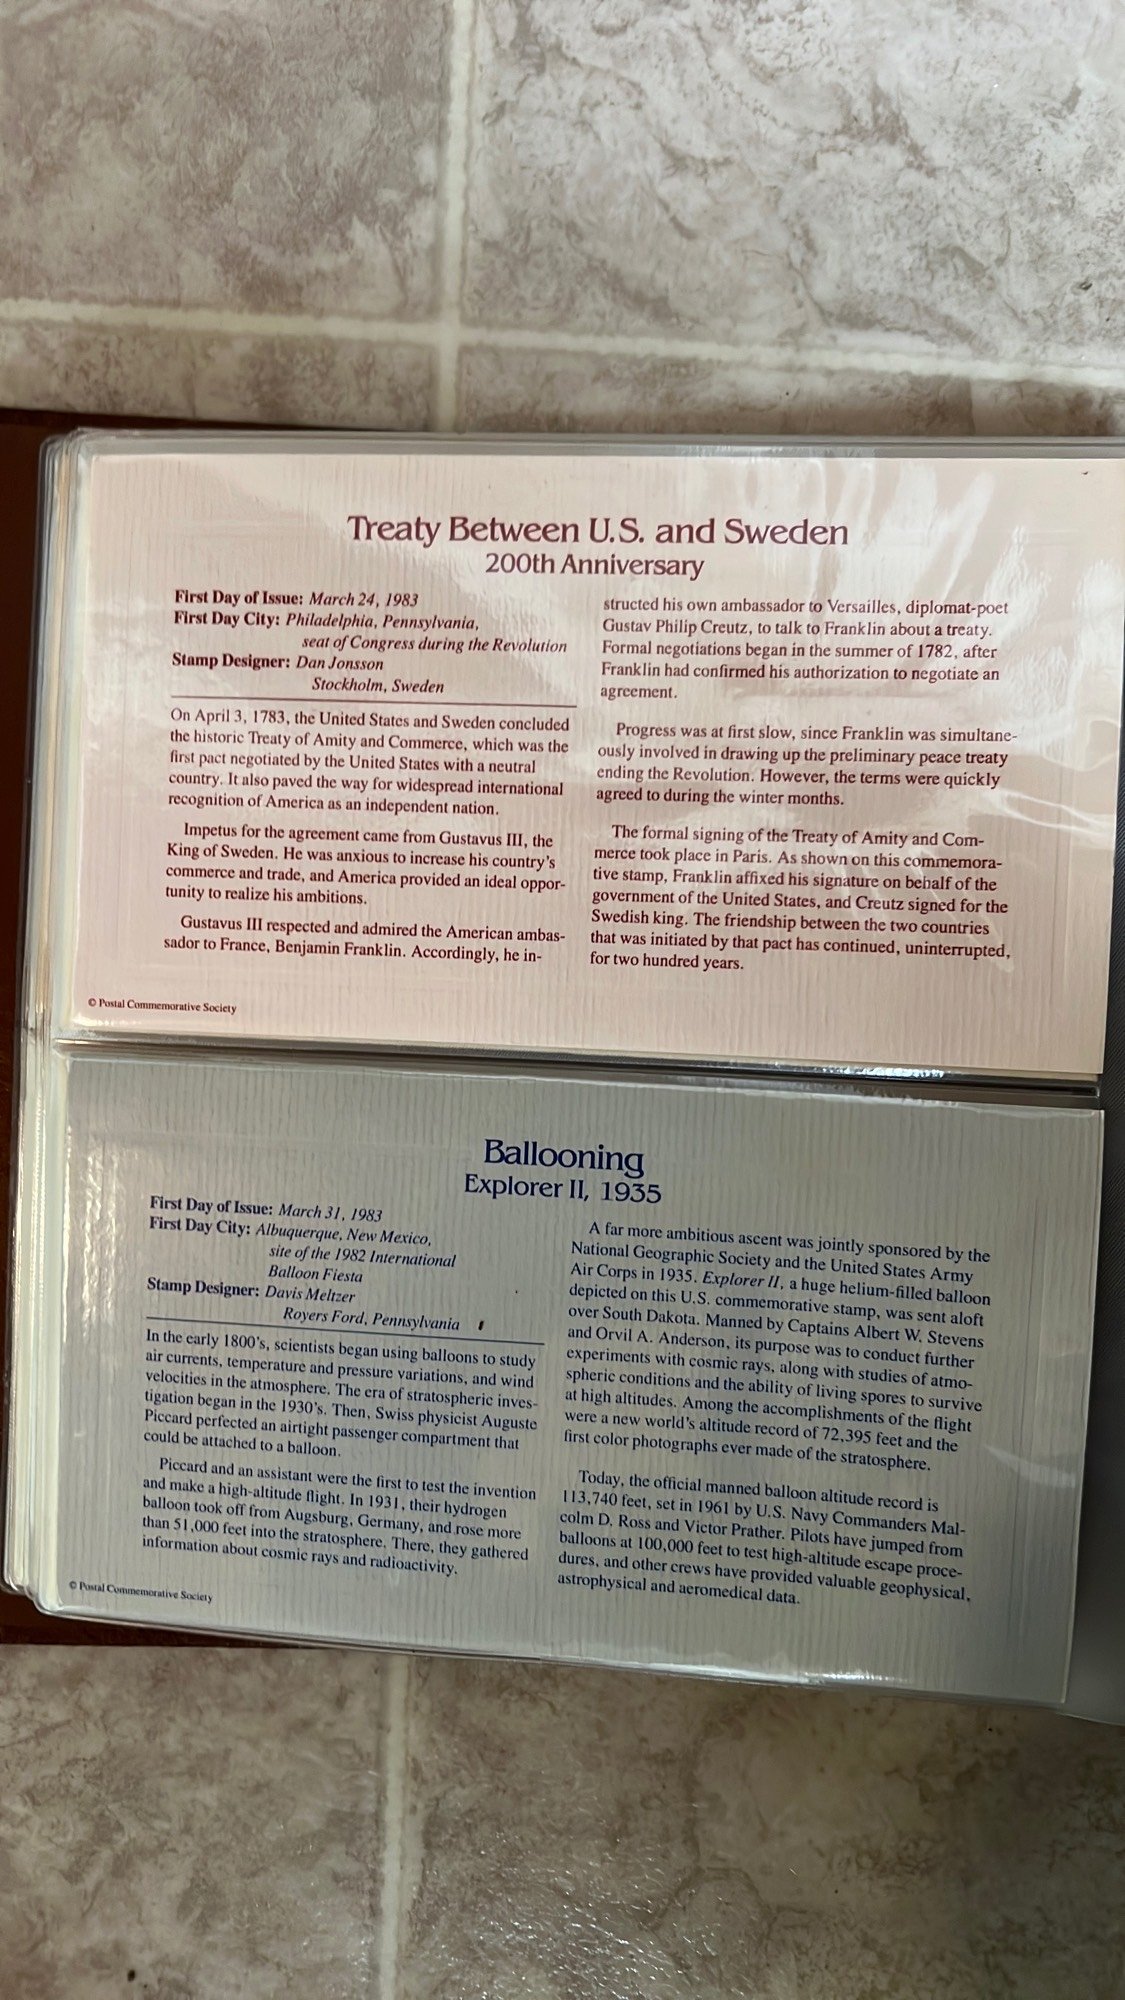 Treaty Between U.S. and Sweden
200th Anniversary
First Day of Issue: March 24, 1983
First Day City: Philadelphia, Pennsylvania,
seat of Congress during the Revolution
Stamp Designer: Dan Jonsson
Stockholm, Sweden
On April 3, 1783, the United States and Sweden concluded
the historic Treaty of Amity and Commerce, which was the
first pact negotiated by the United States with a neutral
country. It also paved the way for widespread international
recognition of America as an independent nation.
Impetus for the agreement came from Gustavus III, the
King of Sweden. He was anxious to increase his country's
commerce and trade, and America provided an ideal oppor-
tunity to realize his ambitions.
Gustavus III respected and admired the American ambas-
sador to France, Benjamin Franklin. Accordingly, he in-
structed his own ambassador to Versailles, diplomat-poet
Gustav Philip Creutz, to talk to Franklin about a treaty.
Formal negotiations began in the summer of 1782, after
Franklin had confirmed his authorization to negotiate an
agreement.
Progress was at first slow, since Franklin was simultane-
ously involved in drawing up the preliminary peace treaty
ending the Revolution. However, the terms were quickly
agreed to during the winter months.
The formal signing of the Treaty of Amity and Com-
merce took place in Paris. As shown on this commemora-
tive stamp, Franklin affixed his signature on behalf of the
government of the United States, and Creutz signed for the
Swedish king. The friendship between the two countries
that was initiated by that pact has continued, uninterrupted,
for two hundred years.
© Postal Commemorative Society
Ballooning
Explorer II, 1935
First Day of Issue: March 31, 1983
First Day City: Albuquerque, New Mexico,
site of the 1982 International
Balloon Fiesta
Stamp Designer: Davis Meltzer
Royers Ford, Pennsylvania
In the early 1800's, scientists began using balloons to study
air currents, temperature and pressure variations, and wind
velocities in the atmosphere. The era of stratospheric inves-
tigation began in the 1930's. Then, Swiss physicist Auguste
Piccard perfected an airtight passenger compartment that
could be attached to a balloon.
Piccard and an assistant were the first to test the invention
and make a high-altitude flight. In 1931, their hydrogen
balloon took off from Augsburg, Germany, and rose more
than 51,000 feet into the stratosphere. There, they gathered
information about cosmic rays and radioactivity.
A far more ambitious ascent was jointly sponsored by the
National Geographic Society and the United States Army
Air Corps in 1935. Explorer II, a huge helium-filled balloon
depicted on this U.S. commemorative stamp, was sent aloft
over South Dakota. Manned by Captains Albert W. Stevens
and Orvil A. Anderson, its purpose was to conduct further
experiments with cosmic rays, along with studies of atmo-
spheric conditions and the ability of living spores to survive
at high altitudes. Among the accomplishments of the flight
were a new world's altitude record of 72,395 feet and the
first color photographs ever made of the stratosphere.
Today, the official manned balloon altitude record is
113,740 feet, set in 1961 by U.S. Navy Commanders Mal-
colm D. Ross and Victor Prather. Pilots have jumped from
balloons at 100,000 feet to test high-altitude escape proce-
dures, and other crews have provided valuable geophysical,
astrophysical and aeromedical data.
© Postal Commemorative Society